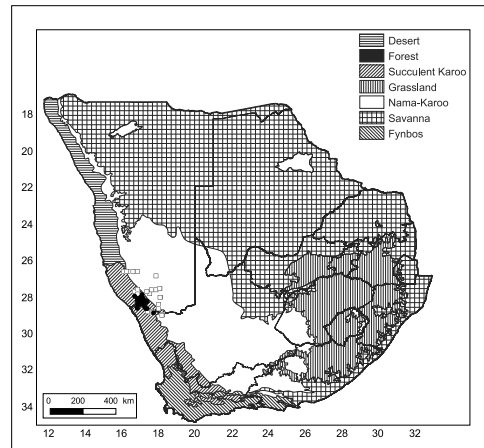 Desert
Forest
Succulent Karoo
Grassland
Nama-Karoo
Savanna
Fynbos
18
20
22
24
26
28
30
32
34
0 200 400 km
12 14 16 18 20 22 24 26 28 30 32